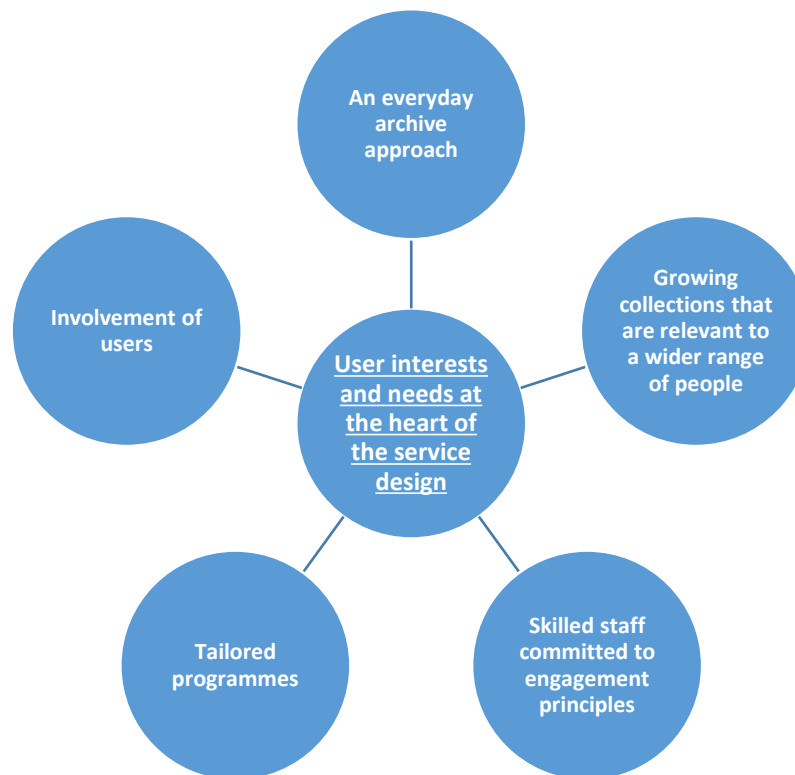 An everyday
archive
approach
Growing
collections that
are relevant to
a wider range
of people
Involvement of
users
User interests
and needs at
the heart of
the service
design
Tailored
programmes
Skilled staff
committed to
engagement
principles